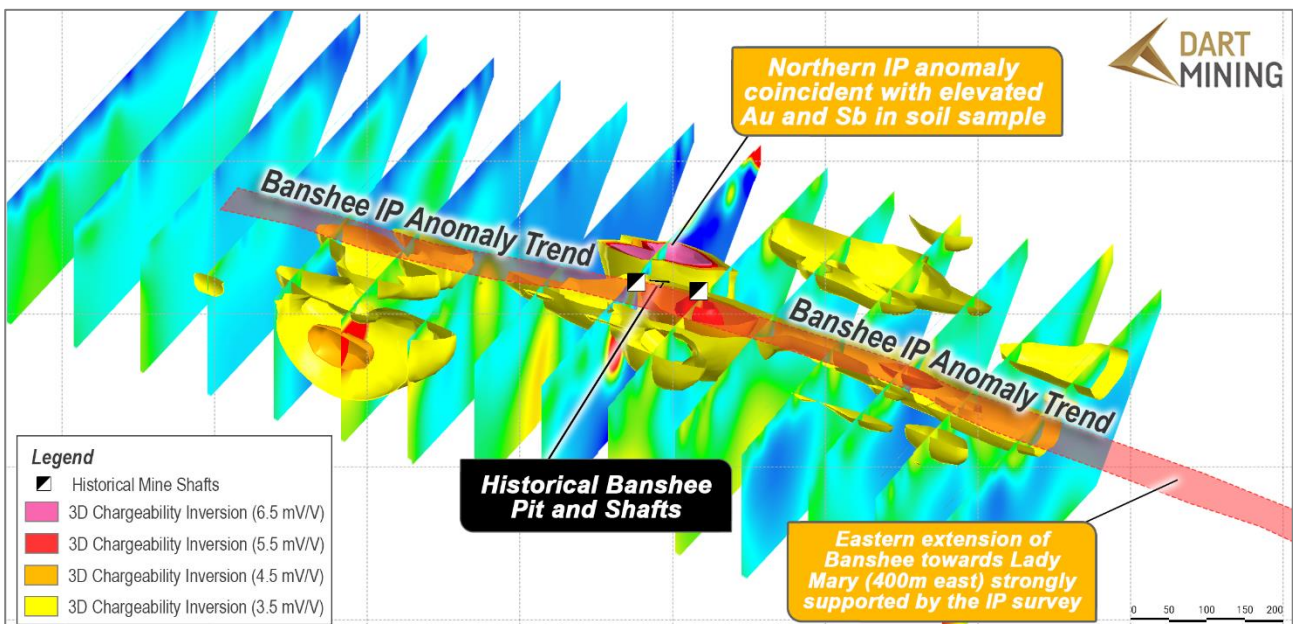 DART
MINING
Northern IP anomaly
coincident with elevated
Au and Sb in soil sample
Banshee IP Anomaly Trend
Banshee IP Anomaly Trend
Historical Banshee
Pit and Shafts
Eastern extension of
Banshee towards Lady
Mary (400m east) strongly
supported by the IP survey
Legend
Historical Mine Shafts
3D Chargeability Inversion (6.5 mV/V)
3D Chargeability Inversion (5.5 mV/V)
3D Chargeability Inversion (4.5 mV/V)
3D Chargeability Inversion (3.5 mV/V)
0 50 100 150 200